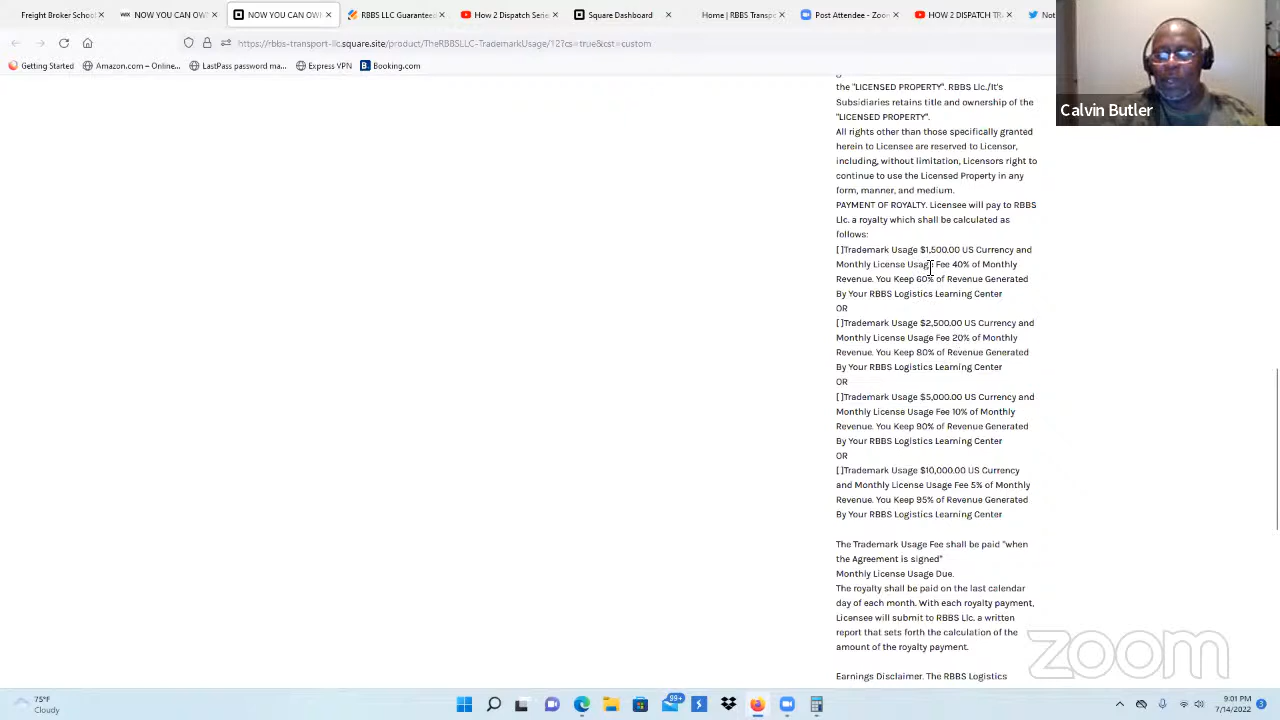 Freight Broker School
NOW YOU CAN OWN
NOW YOU CAN OWN
RBBS LLC Guarantee
How 2 Dispatch Serie
Square Dashboard
Home | RBBS Transpo
Post Attendee - Zoo
HOW 2 DISPATCH TR
Not
https://rbbs-transport-llc.square.site/product/TheRBBSLLC-TrademarkUsage/12?cs=true&cst=custom
Getting Started
Amazon.com – Onlin...
LastPass password ma...
Express VPN
Booking.com
Calvin Butler
the "LICENSED PROPERTY". RBBS Llc./It's
Subsidiaries retains title and ownership of the
"LICENSED PROPERTY".
All rights other than those specifically granted
herein to Licensee are reserved to Licensor,
including, without limitation, Licensors right to
continue to use the Licensed Property in any
form, manner, and medium.
PAYMENT OF ROYALTY. Licensee will pay to RBBS
Llc. a royalty which shall be calculated as
follows:
[ ]Trademark Usage $1,500.00 US Currency and
Monthly License Usage Fee 40% of Monthly
Revenue. You Keep 60% of Revenue Generated
By Your RBBS Logistics Learning Center
OR
[ ]Trademark Usage $2,500.00 US Currency and
Monthly License Usage Fee 20% of Monthly
Revenue. You Keep 80% of Revenue Generated
By Your RBBS Logistics Learning Center
OR
[ ]Trademark Usage $5,000.00 US Currency and
Monthly License Usage Fee 10% of Monthly
Revenue. You Keep 90% of Revenue Generated
By Your RBBS Logistics Learning Center
OR
[ ]Trademark Usage $10,000.00 US Currency
and Monthly License Usage Fee 5% of Monthly
Revenue. You Keep 95% of Revenue Generated
By Your RBBS Logistics Learning Center
The Trademark Usage Fee shall be paid "when
the Agreement is signed"
Monthly License Usage Due.
The royalty shall be paid on the last calendar
day of each month. With each royalty payment,
Licensee will submit to RBBS Llc. a written
report that sets forth the calculation of the
amount of the royalty payment.
Earnings Disclaimer. The RBBS Logistics
zoom
75°F
Cloudy
99+
9:01 PM
7/14/2022
3